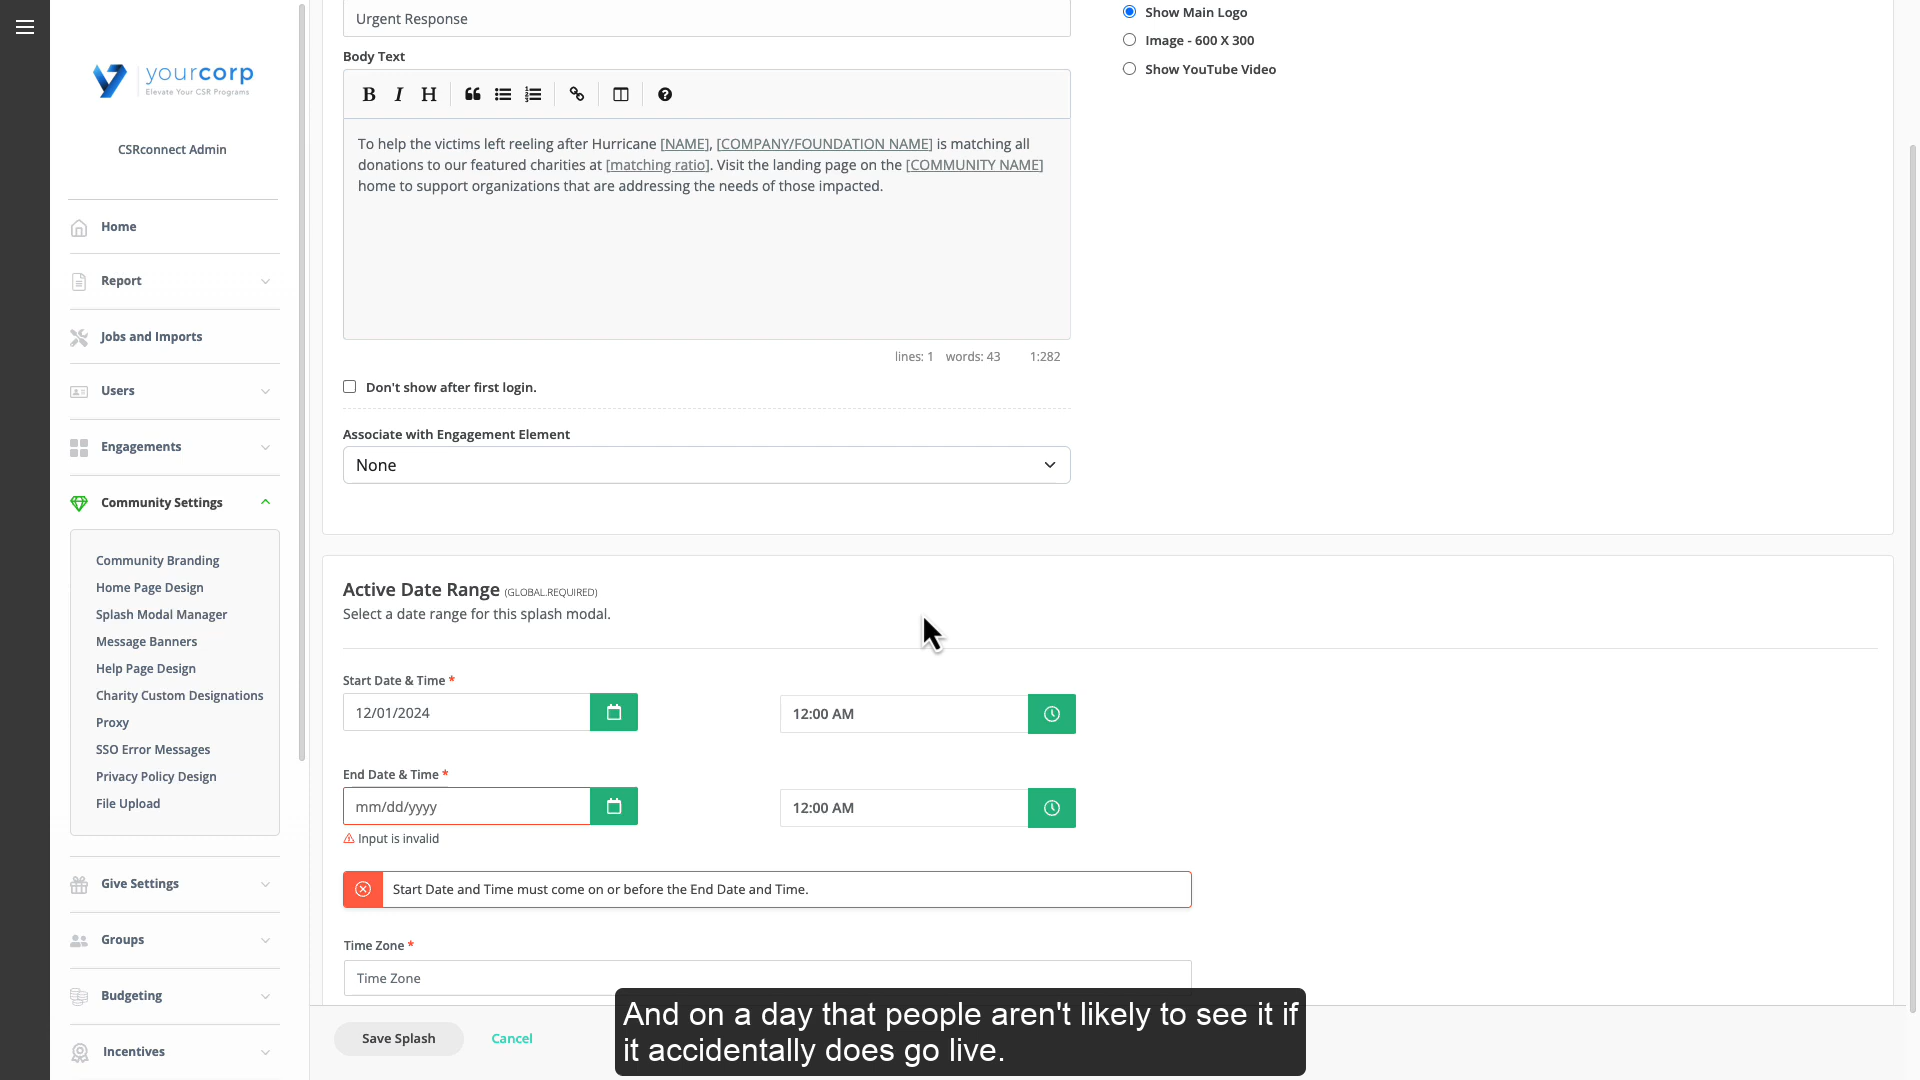 yourcorp
Elevate Your CSR Programs
CSRconnect Admin
Home
Report
Jobs and Imports
Users
Engagements
Community Settings
Community Branding
Home Page Design
Splash Modal Manager
Message Banners
Help Page Design
Charity Custom Designations
Proxy
SSO Error Messages
Privacy Policy Design
File Upload
Give Settings
Groups
Budgeting
Incentives
Urgent Response
Body Text
B I H
To help the victims left reeling after Hurricane [NAME], [COMPANY/FOUNDATION NAME] is matching all
donations to our featured charities at [matching ratio]. Visit the landing page on the [COMMUNITY NAME]
home to support organizations that are addressing the needs of those impacted.
lines: 1 words: 43 1:282
Don't show after first login.
Associate with Engagement Element
None
Show Main Logo
Image - 600 X 300
Show YouTube Video
Active Date Range (GLOBAL.REQUIRED)
Select a date range for this splash modal.
Start Date & Time *
12/01/2024 12:00 AM
End Date & Time *
mm/dd/yyyy 12:00 AM
Input is invalid
Start Date and Time must come on or before the End Date and Time.
Time Zone *
Time Zone
Save Splash Cancel
And on a day that people aren't likely to see it if
it accidentally does go live.